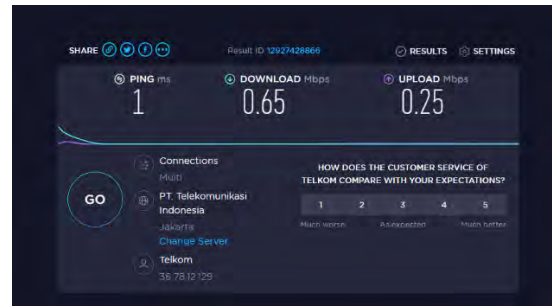 SHARE
Result ID 12927428866
RESULTS
SETTINGS
PING ms
1
DOWNLOAD Mbps
0.65
UPLOAD Mbps
0.25
GO
Connections
Multi
PT. Telekomunikasi
Indonesia
Jakarta
Change Server
Telkom
36.78.12.129
HOW DOES THE CUSTOMER SERVICE OF
TELKOM COMPARE WITH YOUR EXPECTATIONS?
1 2 3 4 5
Much worse As expected Much better